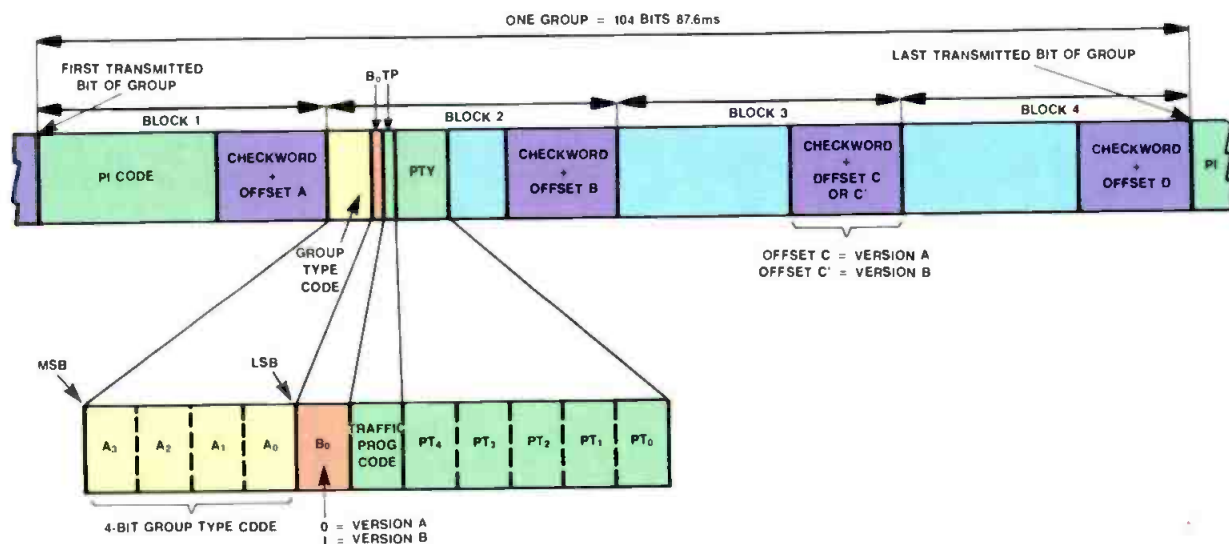 ONE GROUP = 104 BITS 87.6ms
FIRST TRANSMITTED
BIT OF GROUP
B₀ TP
LAST TRANSMITTED
BIT OF GROUP
BLOCK 1
BLOCK 2
BLOCK 3
BLOCK 4
PI CODE
CHECKWORD
+
OFFSET A
PTY
CHECKWORD
+
OFFSET B
CHECKWORD
+
OFFSET C
OR C'
CHECKWORD
+
OFFSET D
PI
GROUP
TYPE
CODE
OFFSET C = VERSION A
OFFSET C' = VERSION B
MSB
LSB
A₃
A₂
A₁
A₀
B₀
TRAFFIC
PROG
CODE
PT₄
PT₃
PT₂
PT₁
PT₀
4-BIT GROUP TYPE CODE
0 = VERSION A
1 = VERSION B